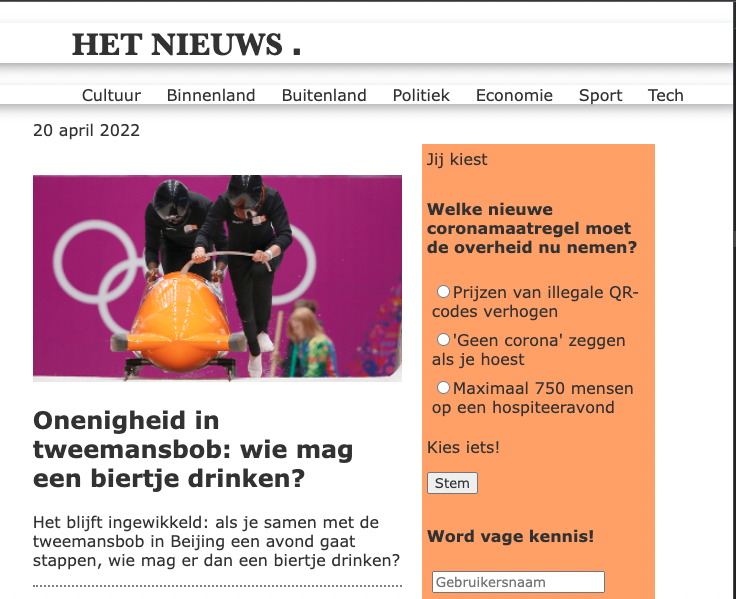 HET NIEUWS .
Cultuur Binnenland Buitenland Politiek Economie Sport Tech
20 april 2022
Onenigheid in
tweemansbob: wie mag
een biertje drinken?
Het blijft ingewikkeld: als je samen met de
tweemansbob in Beijing een avond gaat
stappen, wie mag er dan een biertje drinken?
Jij kiest
Welke nieuwe
coronamaatregel moet
de overheid nu nemen?
Prijzen van illegale QR-
codes verhogen
'Geen corona' zeggen
als je hoest
Maximaal 750 mensen
op een hospiteeravond
Kies iets!
Stem
Word vage kennis!
Gebruikersnaam